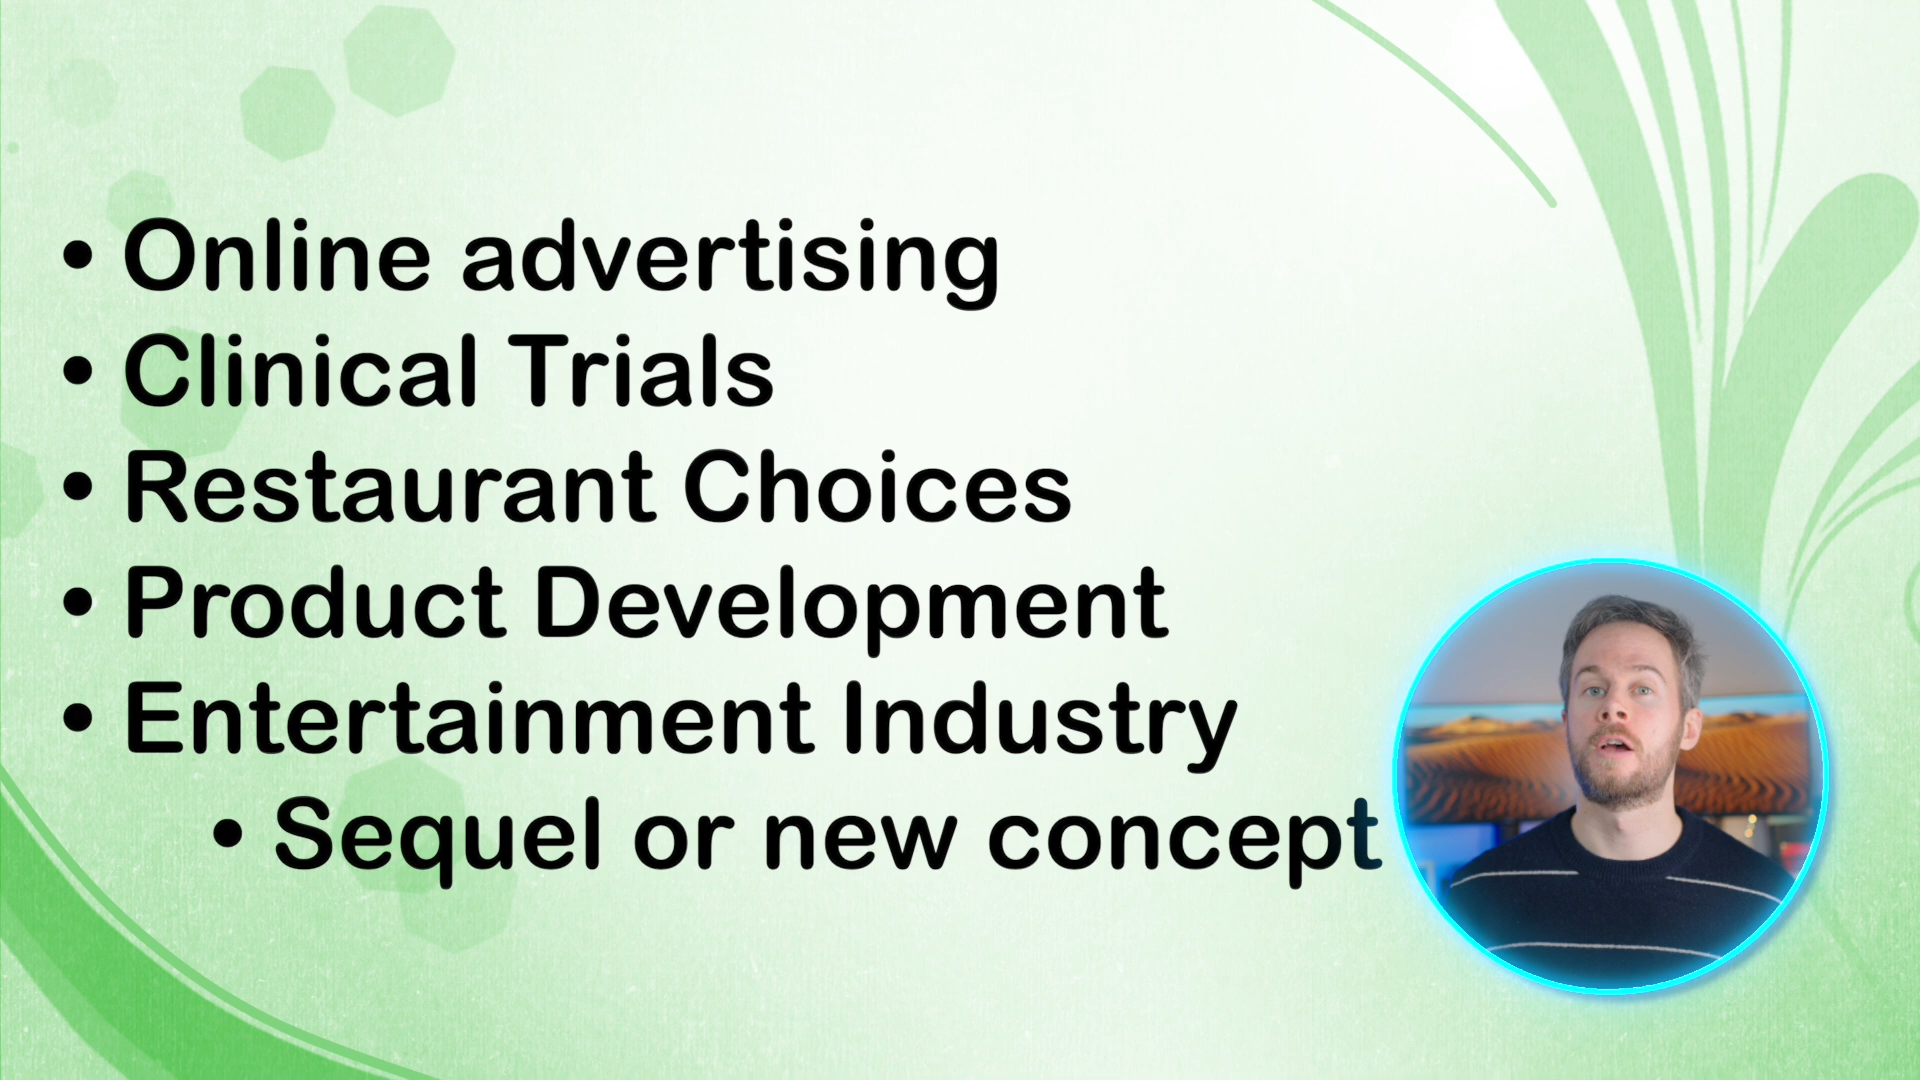 • Online advertising
• Clinical Trials
• Restaurant Choices
• Product Development
• Entertainment Industry
• Sequel or new concept